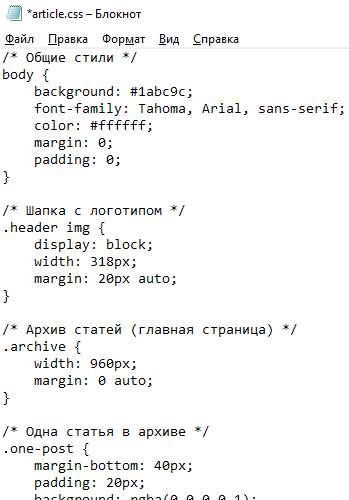 *article.css – Блокнот
Файл Правка Формат Вид Справка
/* Общие стили */
body {
    background: #1abc9c;
    font-family: Tahoma, Arial, sans-serif;
    color: #ffffff;
    margin: 0;
    padding: 0;
}
/* Шапка с логотипом */
.header img {
    display: block;
    width: 318px;
    margin: 20px auto;
}
/* Архив статей (главная страница) */
.archive {
    width: 960px;
    margin: 0 auto;
}
/* Одна статья в архиве */
.one-post {
    margin-bottom: 40px;
    padding: 20px;
    background: rgba(0,0,0,0.1);